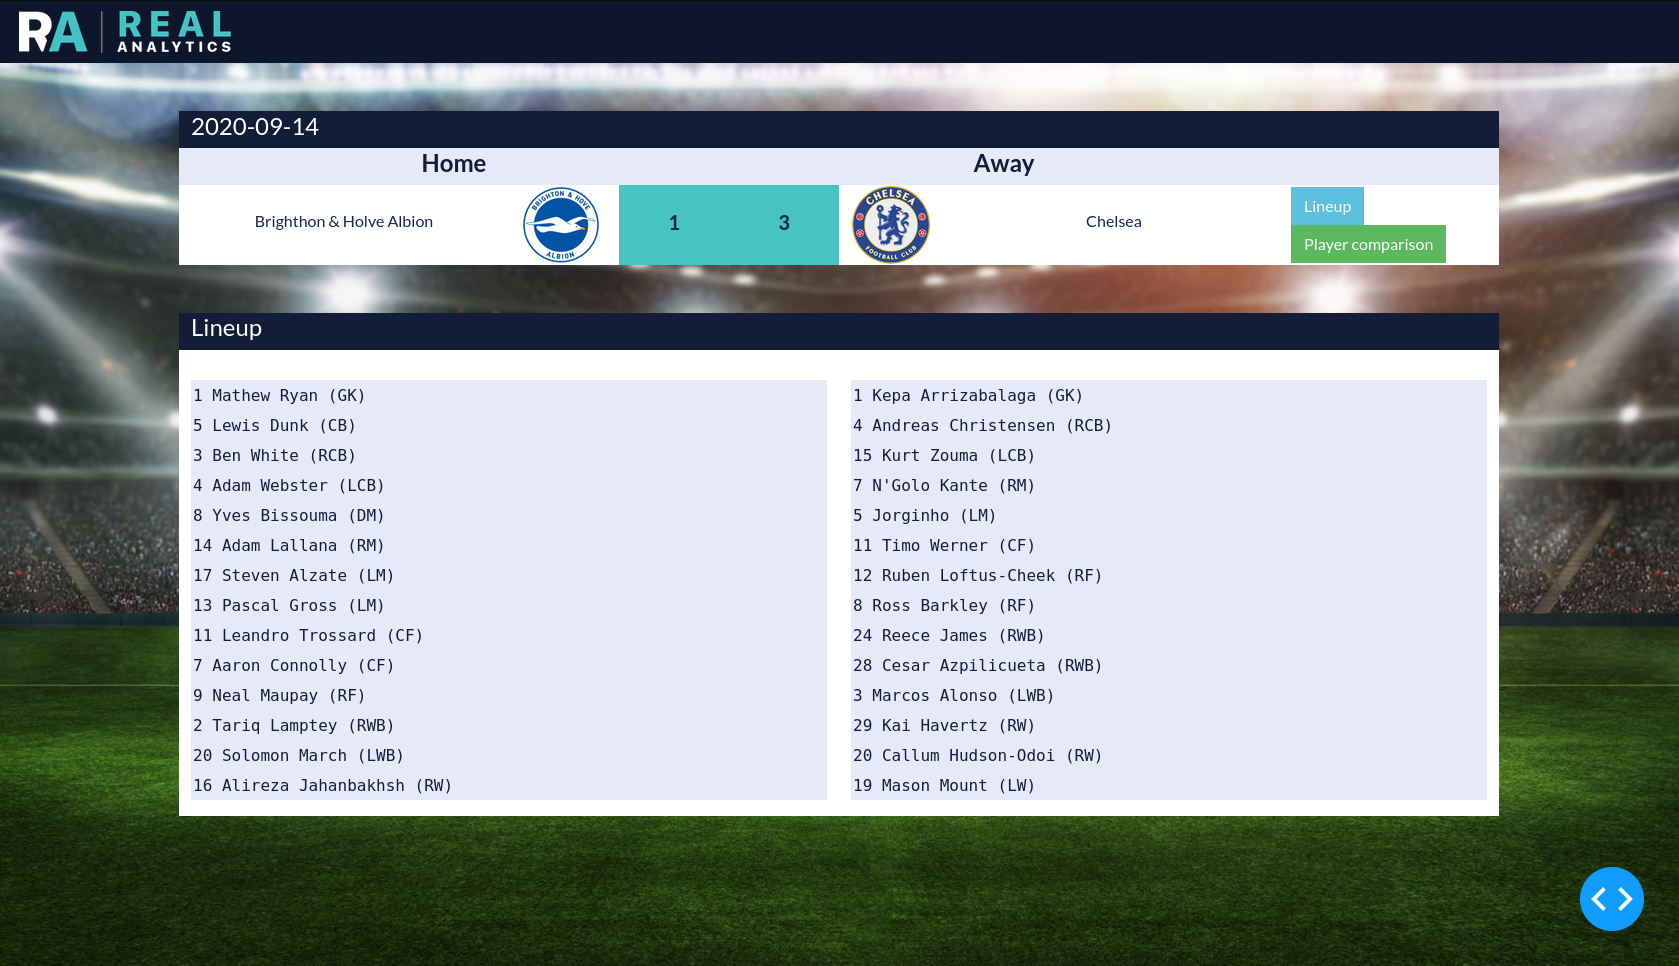 RA REAL
ANALYTICS
2020-09-14
Home Away
Brighthon & Holve Albion BRIGHTON & HOVE ALBION 1 3 CHELSEA FOOTBALL CLUB Chelsea Lineup
Player comparison
Lineup
1 Mathew Ryan (GK)
5 Lewis Dunk (CB)
3 Ben White (RCB)
4 Adam Webster (LCB)
8 Yves Bissouma (DM)
14 Adam Lallana (RM)
17 Steven Alzate (LM)
13 Pascal Gross (LM)
11 Leandro Trossard (CF)
7 Aaron Connolly (CF)
9 Neal Maupay (RF)
2 Tariq Lamptey (RWB)
20 Solomon March (LWB)
16 Alireza Jahanbakhsh (RW)
1 Kepa Arrizabalaga (GK)
4 Andreas Christensen (RCB)
15 Kurt Zouma (LCB)
7 N'Golo Kante (RM)
5 Jorginho (LM)
11 Timo Werner (CF)
12 Ruben Loftus-Cheek (RF)
8 Ross Barkley (RF)
24 Reece James (RWB)
28 Cesar Azpilicueta (RWB)
3 Marcos Alonso (LWB)
29 Kai Havertz (RW)
20 Callum Hudson-Odoi (RW)
19 Mason Mount (LW)